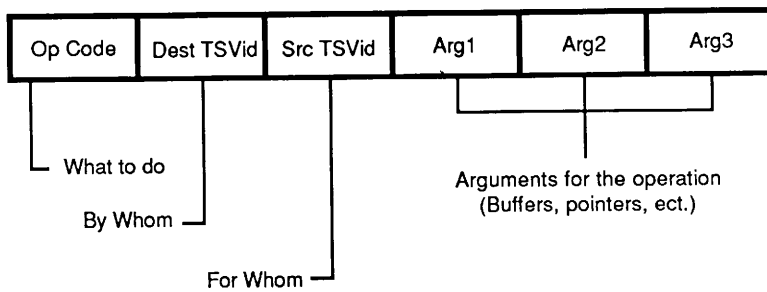 Op Code Dest TSVid Src TSVid Arg1 Arg2 Arg3
What to do
By Whom
For Whom
Arguments for the operation
(Buffers, pointers, ect.)